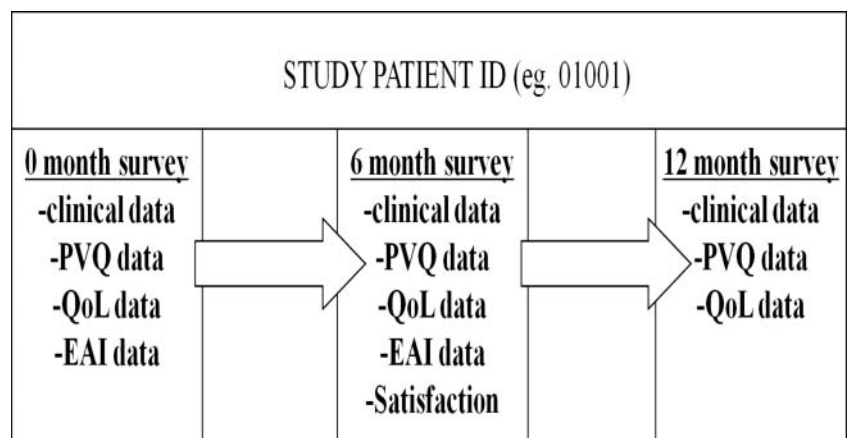 STUDY PATIENT ID (eg. 01001)
0 month survey
-clinical data
-PVQ data
-QoL data
-EAI data
6 month survey
-clinical data
-PVQ data
-QoL data
-EAI data
-Satisfaction
12 month survey
-clinical data
-PVQ data
-QoL data